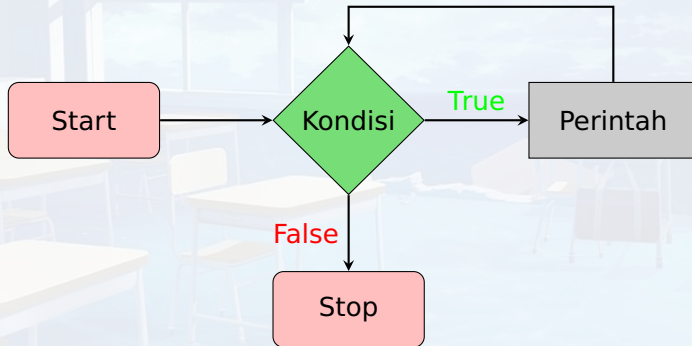 Start
Kondisi
True
Perintah
False
Stop